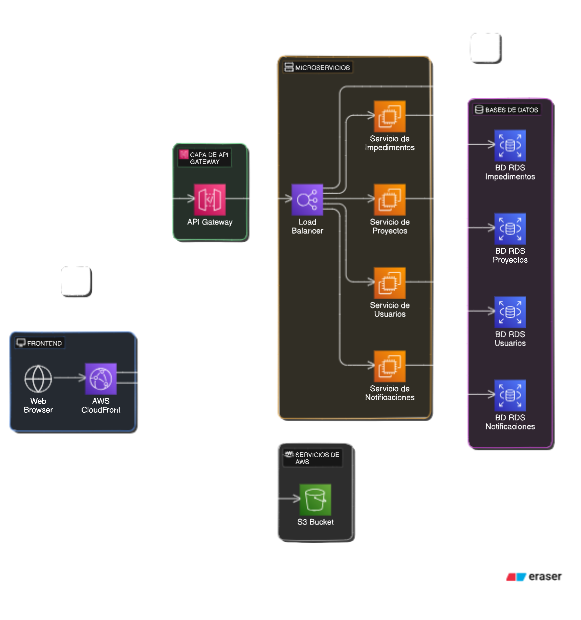 MICROSERVICIOS
Servicio de
Impedimentos
BASES DE DATOS
BD RDS
Impedimentos
CAPA DE API
GATEWAY
API Gateway
Load
Balancer
Servicio de
Proyectos
BD RDS
Proyectos
Servicio de
Usuarios
BD RDS
Usuarios
FRONTEND
Web
Browser
AWS
CloudFront
Servicio de
Notificaciones
BD RDS
Notificaciones
SERVICIOS DE
AWS
S3 Bucket
eraser